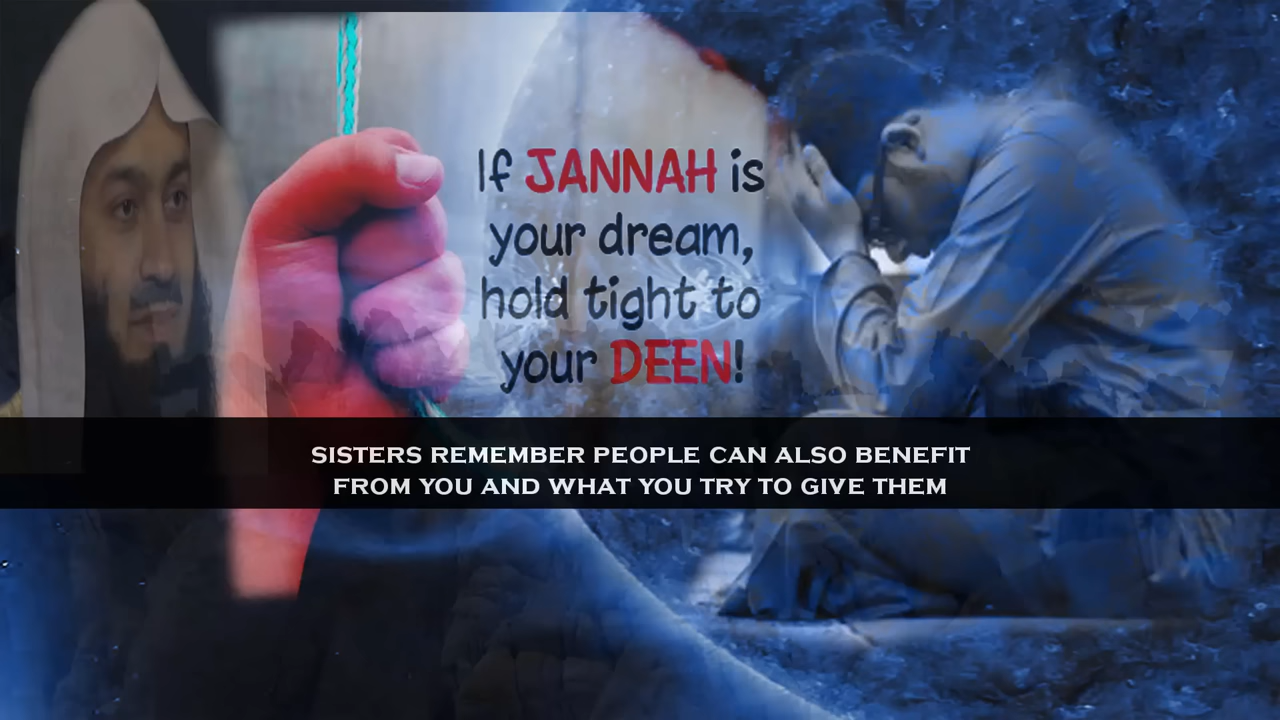 If JANNAH is
your dream,
hold tight to
your DEEN!
SISTERS REMEMBER PEOPLE CAN ALSO BENEFIT
FROM YOU AND WHAT YOU TRY TO GIVE THEM